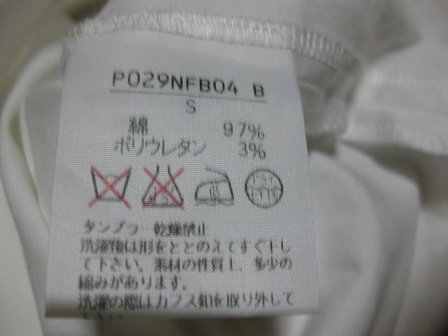 P029NFB04 B
S
綿 97%
ポリウレタン 3%
タンブラー乾燥禁止
洗濯後は形をととのえてすぐ干し
て下さい。素材の性質上、多少の
縮みがあります。
洗濯の際はカフス釦を取り外して